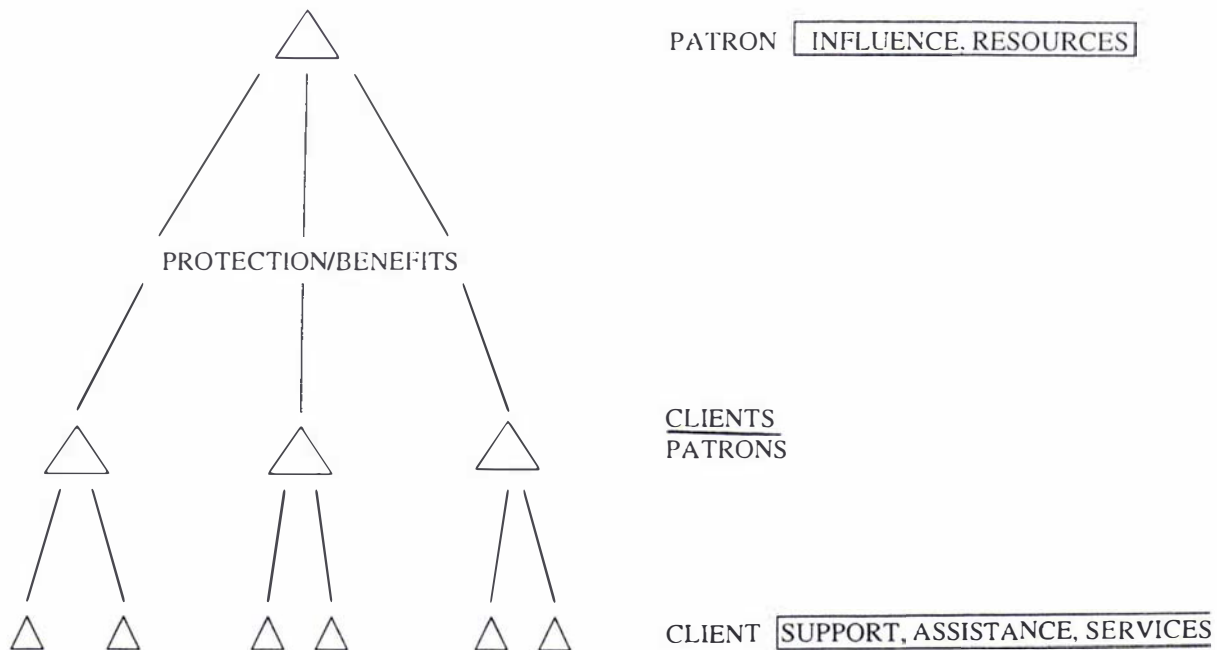 PATRON INFLUENCE, RESOURCES
PROTECTION/BENEFITS
CLIENTS
PATRONS
CLIENT SUPPORT, ASSISTANCE, SERVICES